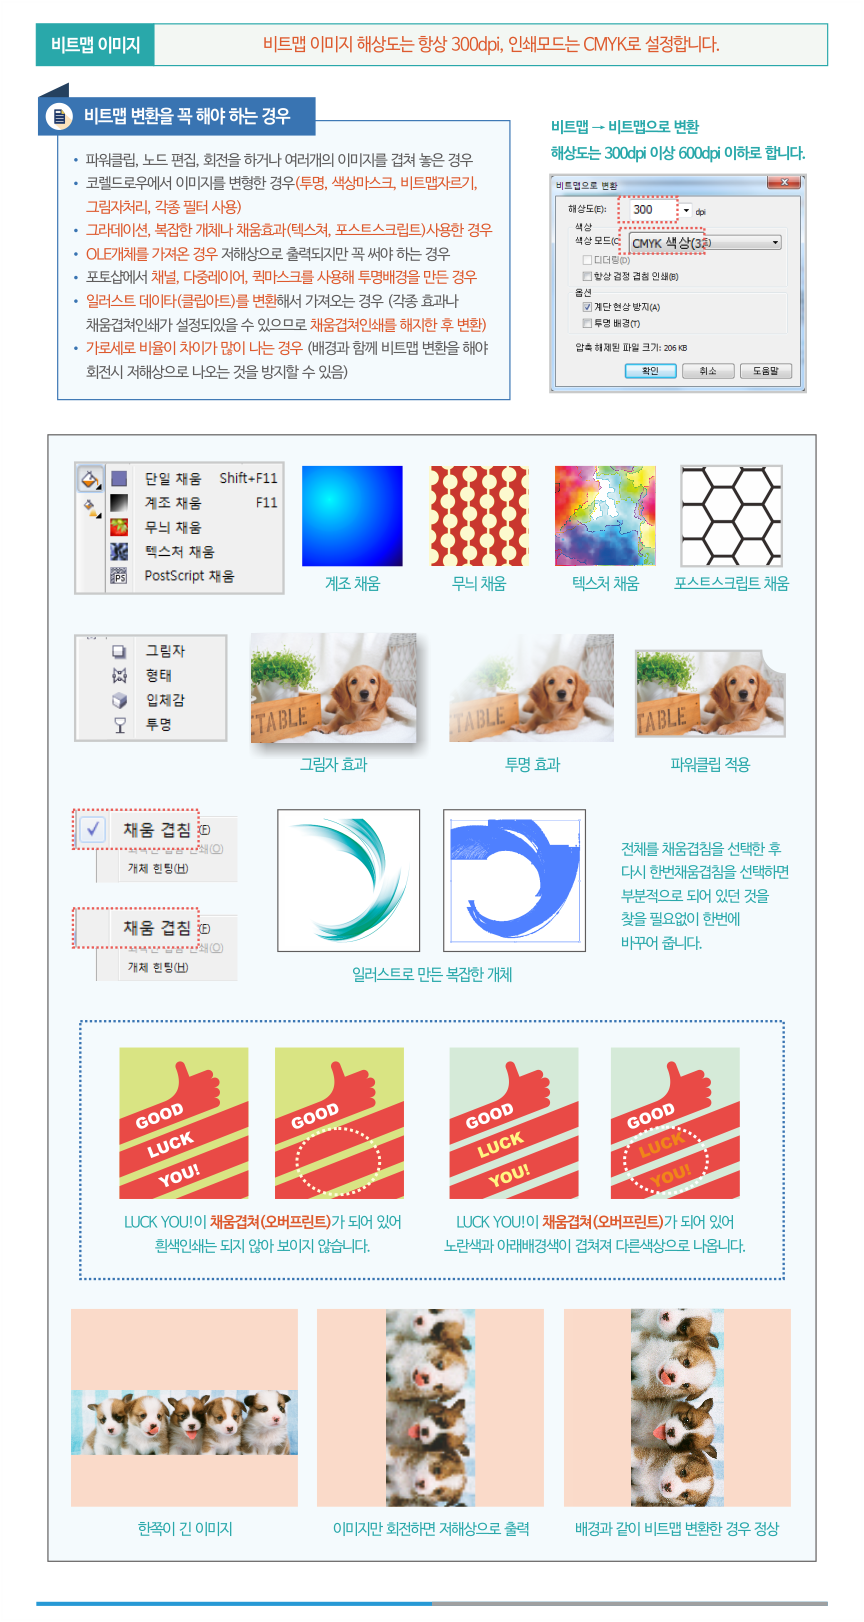 비트맵 이미지
비트맵 이미지 해상도는 항상 300dpi, 인쇄모드는 CMYK로 설정합니다.
비트맵 변환을 꼭 해야 하는 경우
• 파워클립, 노드 편집, 회전을 하거나 여러개의 이미지를 겹쳐 놓은 경우
• 코렐드로우에서 이미지를 변형한 경우(투명, 색상마스크, 비트맵자르기,
그림자처리, 각종 필터 사용)
• 그라데이션, 복잡한 개체나 채움효과(텍스쳐, 포스트스크립트)사용한 경우
• OLE개체를 가져온 경우 저해상으로 출력되지만 꼭 써야 하는 경우
• 포토샵에서 채널, 다중레이어, 퀵마스크를 사용해 투명배경을 만든 경우
• 일러스트 데이타(클립아트)를 변환해서 가져오는 경우 (각종 효과나
채움겹쳐인쇄가 설정되있을 수 있으므로 채움겹쳐인쇄를 해지한 후 변환)
• 가로세로 비율이 차이가 많이 나는 경우 (배경과 함께 비트맵 변환을 해야
회전시 저해상으로 나오는 것을 방지할 수 있음)
비트맵 → 비트맵으로 변환
해상도는 300dpi 이상 600dpi 이하로 합니다.
비트맵으로 변환
해상도(E): 300 dpi
색상
색상 모드(C CMYK 색상(32
디더링(D)
항상 검정 겹침 인쇄(B)
옵션
계단 현상 방지(A)
투명 배경(T)
압축 해제된 파일 크기: 206 KB
확인 취소 도움말
단일 채움 Shift+F11
계조 채움 F11
무늬 채움
텍스처 채움
PS PostScript 채움
계조 채움
무늬 채움
텍스처 채움
포스트스크립트 채움
그림자
형태
입체감
투명
TABLE
TABLE
TABLE
그림자 효과
투명 효과
파워클립 적용
채움 겹침(F)
쇄(O)
개체 힌팅(H)
채움 겹침(F)
쇄(O)
개체 힌팅(H)
일러스트로 만든 복잡한 개체
전체를 채움겹침을 선택한 후
다시 한번채움겹침을 선택하면
부분적으로 되어 있던 것을
찾을 필요없이 한번에
바꾸어 줍니다.
GOOD
LUCK
YOU!
GOOD
GOOD
LUCK
YOU!
GOOD
LUCK
YOU!
LUCK YOU!이 채움겹쳐(오버프린트)가 되어 있어
흰색인쇄는 되지 않아 보이지 않습니다.
LUCK YOU!이 채움겹쳐(오버프린트)가 되어 있어
노란색과 아래배경색이 겹쳐져 다른색상으로 나옵니다.
한쪽이 긴 이미지
이미지만 회전하면 저해상으로 출력
배경과 같이 비트맵 변환한 경우 정상